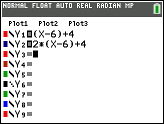 NORMAL FLOAT AUTO REAL RADIAN MP
Plot1 Plot2 Plot3
\Y1=(X-6)+4
\Y2=2*(X-6)+4
\Y3=
\Y4=
\Y5=
\Y6=
\Y7=
\Y8=
\Y9=